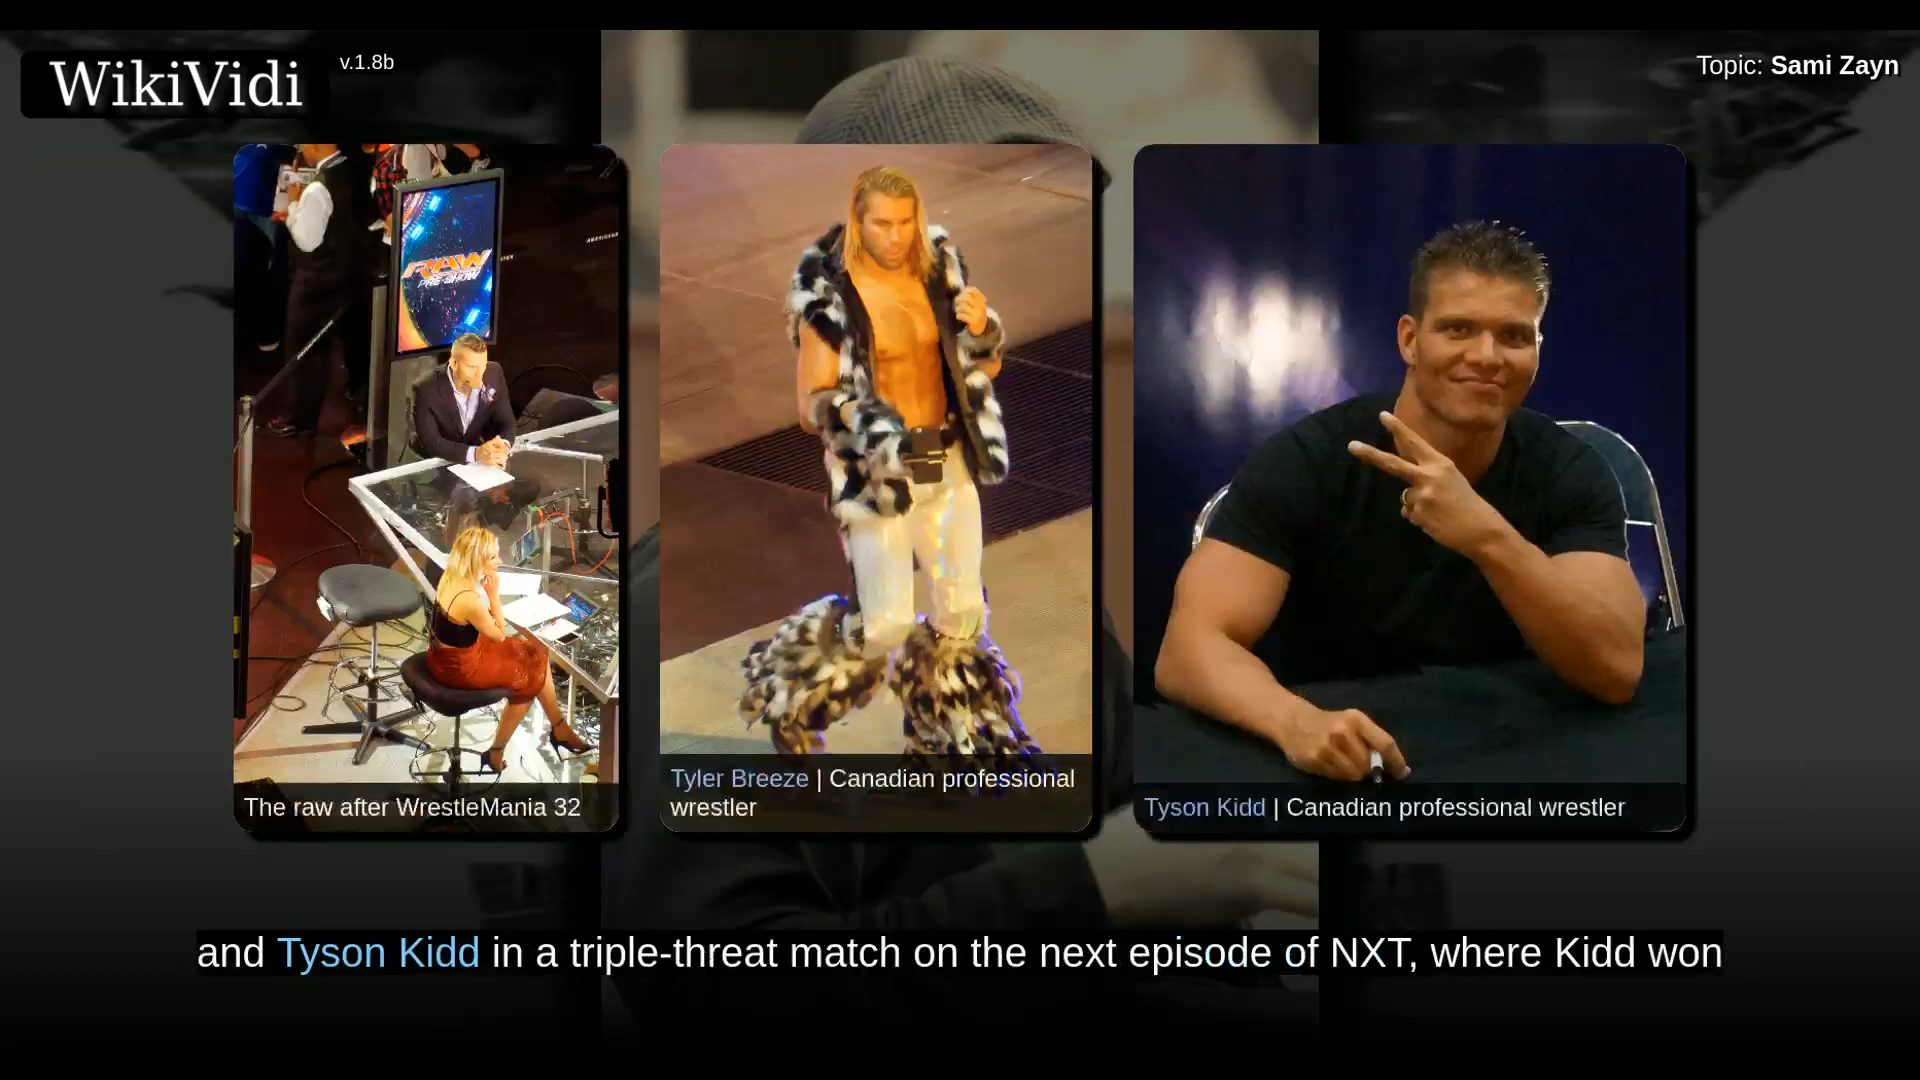 WikiVidi
v.1.8b
Topic: Sami Zayn
RAW
PRE-SHOW
The raw after WrestleMania 32
Tyler Breeze | Canadian professional
wrestler
Tyson Kidd | Canadian professional wrestler
and Tyson Kidd in a triple-threat match on the next episode of NXT, where Kidd won